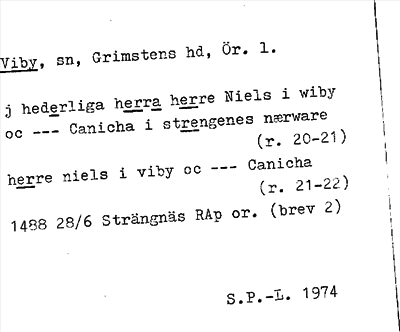 Viby, sn, Grimstens hd, Ör. l.
j hederliga herra herre Niels i wiby
oc --- Canicha i strengenes nærware
(r. 20-21)
herre niels i viby oc --- Canicha
(r. 21-22)
1488 28/6 Strängnäs RAp or. (brev 2)
S.P.-L. 1974